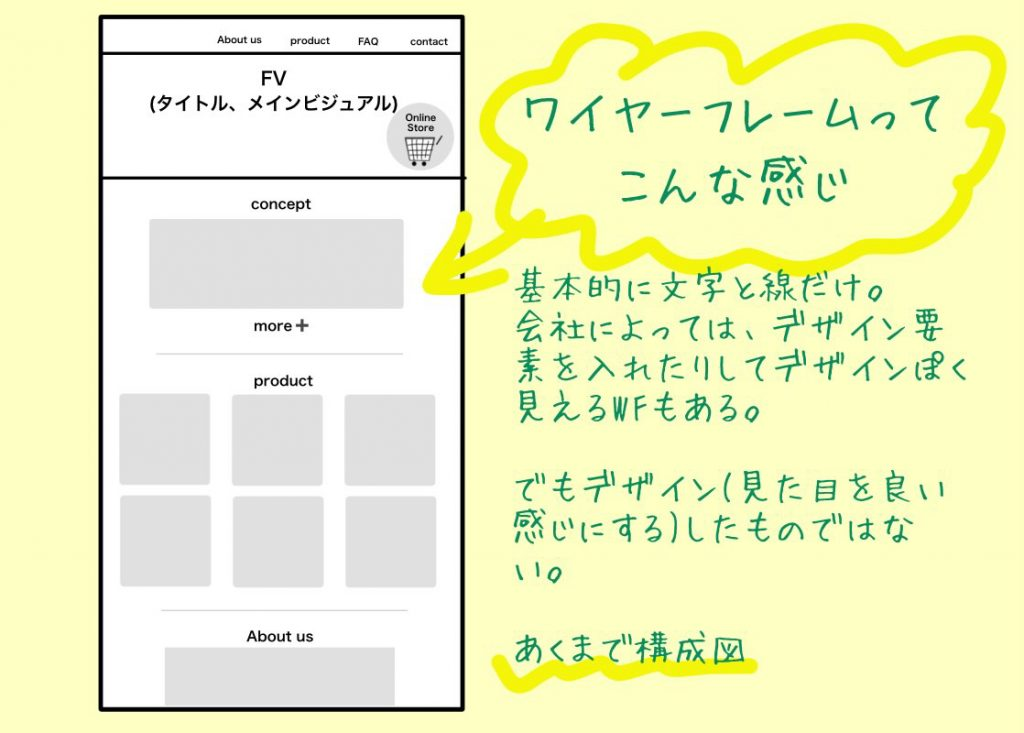 About us product FAQ contact
FV
(タイトル、メインビジュアル)
Online
Store
concept
more+
product
About us
ワイヤーフレームって
こんな感じ
基本的に文字と線だけ。
会社によっては、デザイン要
素を入れたりしてデザインぽく
見えるWFもある。
でもデザイン(見た目を良い
感じにする)したものではな
い。
あくまで構成図